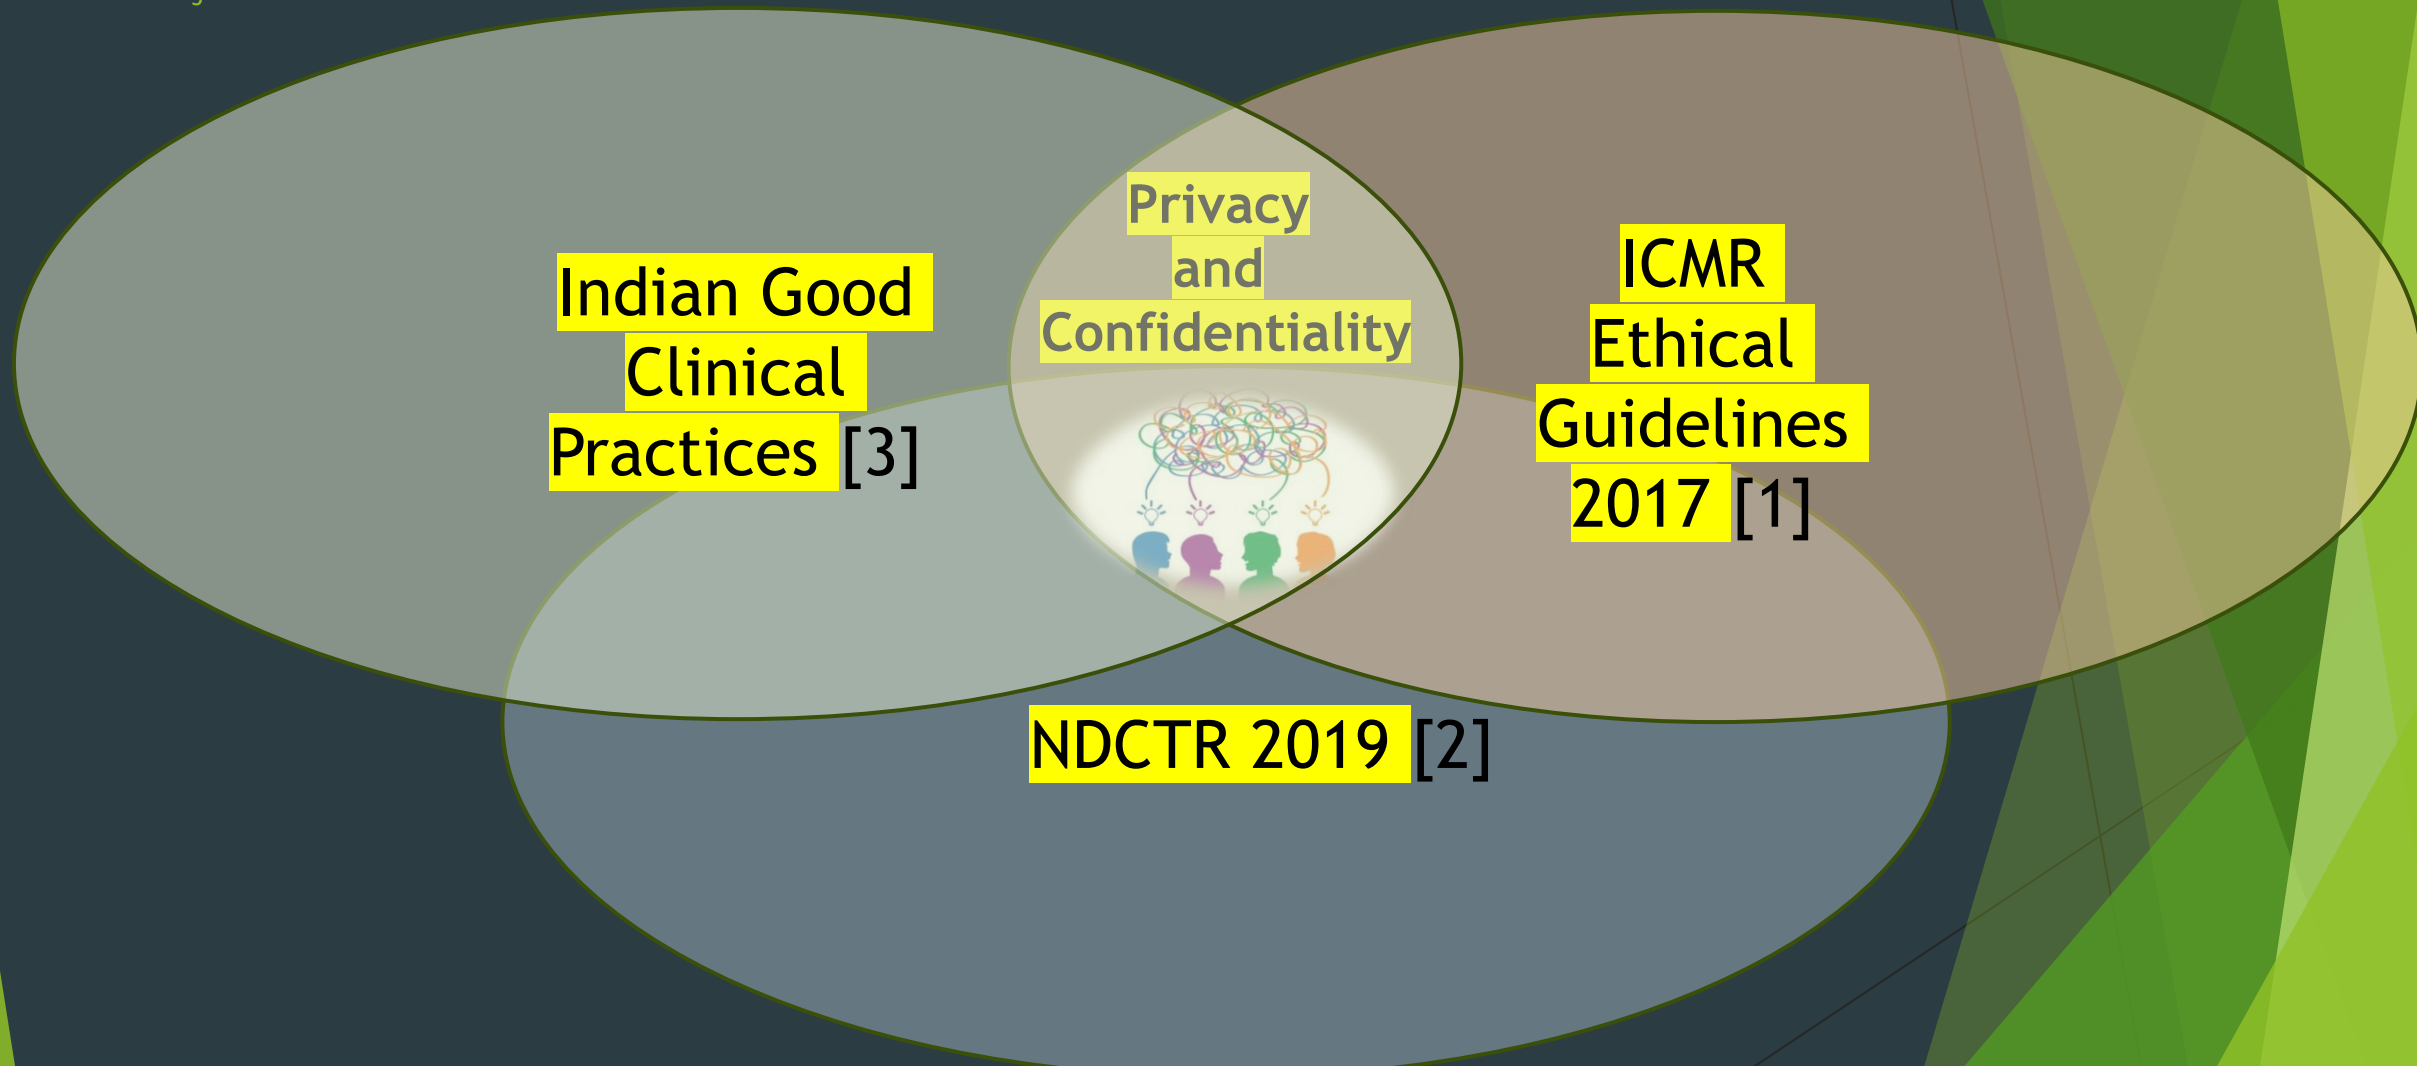 Privacy
and
Confidentiality
Indian Good
Clinical
Practices [3]
ICMR
Ethical
Guidelines
2017 [1]
NDCTR 2019 [2]